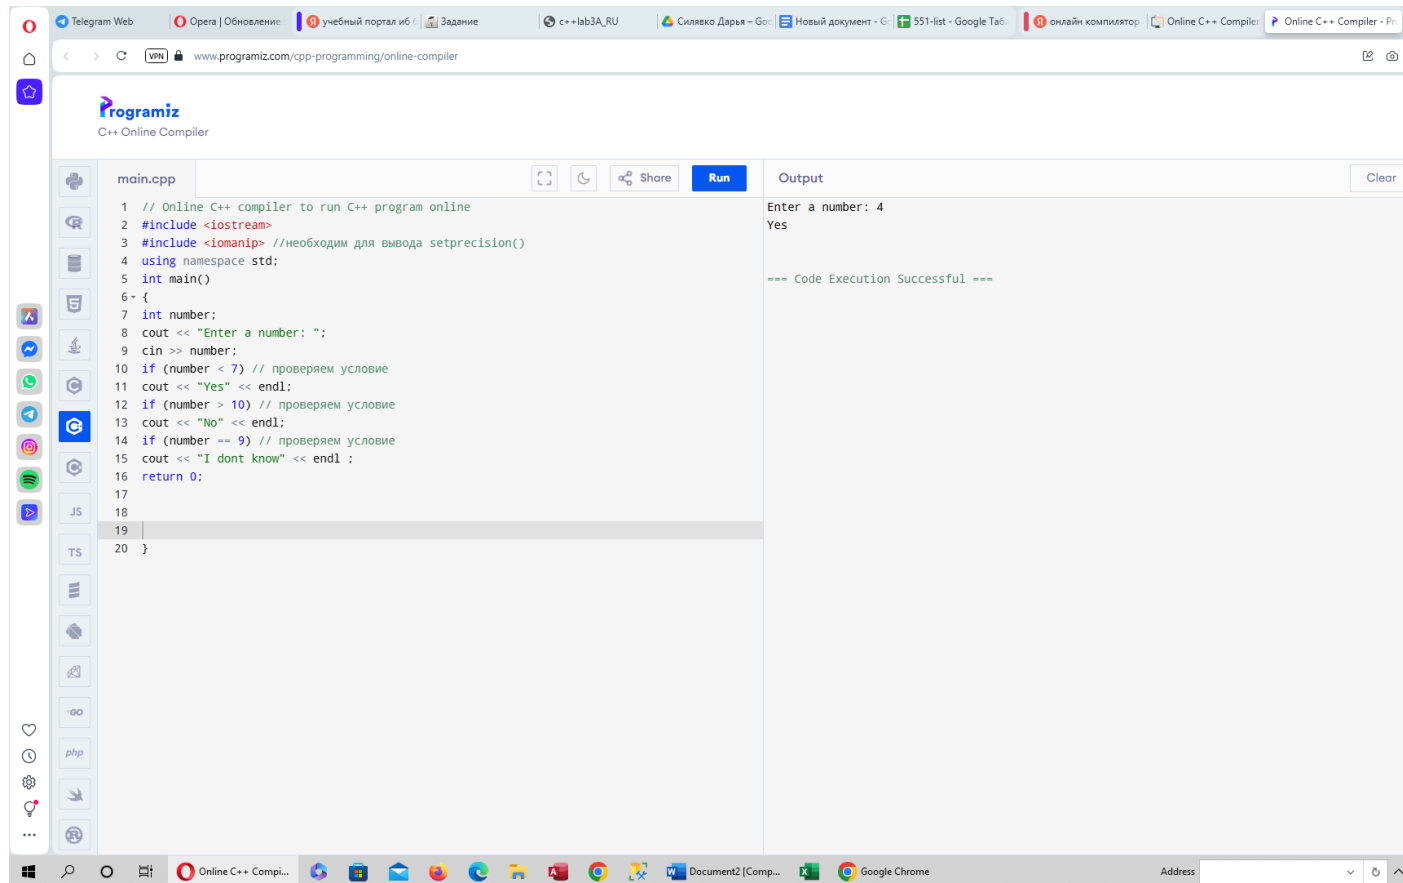 Telegram Web
Opera | Обновление
учебный портал иб б
Задание
c++lab3A_RU
Силявко Дарья – Goo
Новый документ - G
551-list - Google Табл
онлайн компилятор
Online C++ Compiler
Online C++ Compiler - Pro
VPN
www.programiz.com/cpp-programming/online-compiler
Programiz
C++ Online Compiler
main.cpp
Share
Run
Output
Clear
1 // Online C++ compiler to run C++ program online
2 #include <iostream>
3 #include <iomanip> //необходим для вывода setprecision()
4 using namespace std;
5 int main()
6 {
7 int number;
8 cout << "Enter a number: ";
9 cin >> number;
10 if (number < 7) // проверяем условие
11 cout << "Yes" << endl;
12 if (number > 10) // проверяем условие
13 cout << "No" << endl;
14 if (number == 9) // проверяем условие
15 cout << "I dont know" << endl ;
16 return 0;
17
18
19
20 }
Enter a number: 4
Yes
=== Code Execution Successful ===
JS
TS
GO
php
Online C++ Compi...
Document2 [Comp...
Google Chrome
Address